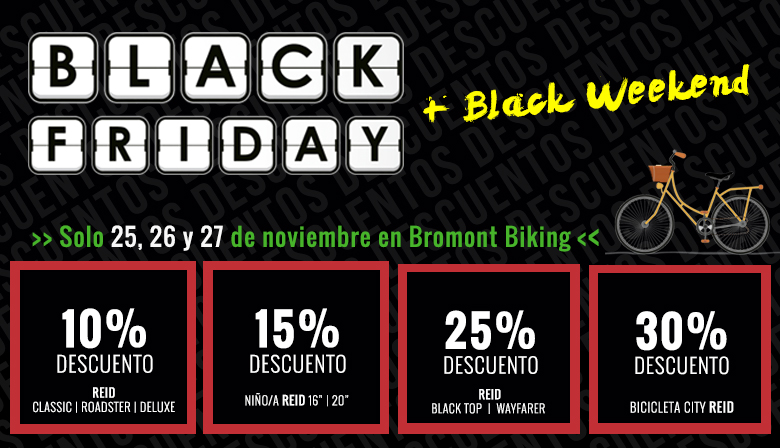 BLACK
FRIDAY
+ Black Weekend
>> Solo 25, 26 y 27 de noviembre en Bromont Biking <<
10%
DESCUENTO
REID
CLASSIC | ROADSTER | DELUXE
15%
DESCUENTO
NIÑO/A REID 16" | 20"
25%
DESCUENTO
REID
BLACK TOP | WAYFARER
30%
DESCUENTO
BICICLETA CITY REID